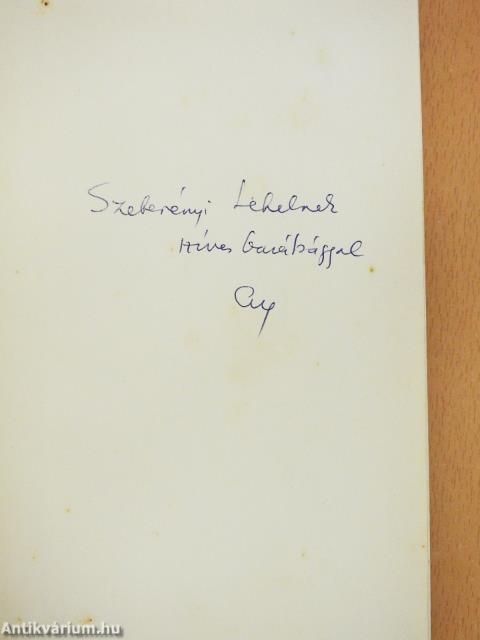 Szeberényi Lehelnek
szíves barátsággal
Antikvárium.hu